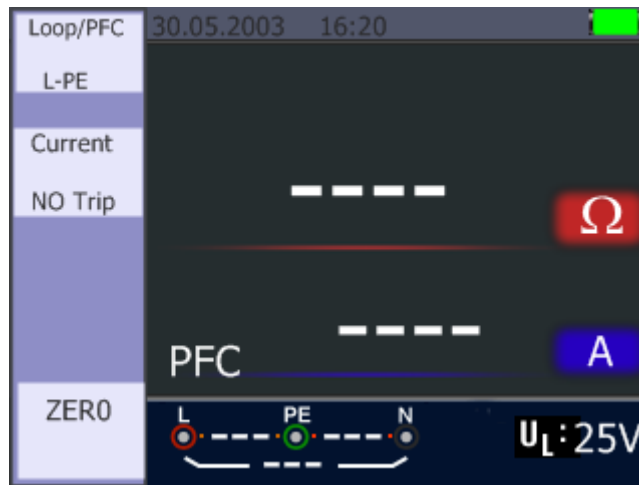 Loop/PFC
L-PE
Current
NO Trip
ZER0
30.05.2003 16:20
---- Ω
PFC ---- A
L PE N
--- ---
---
UL:25V